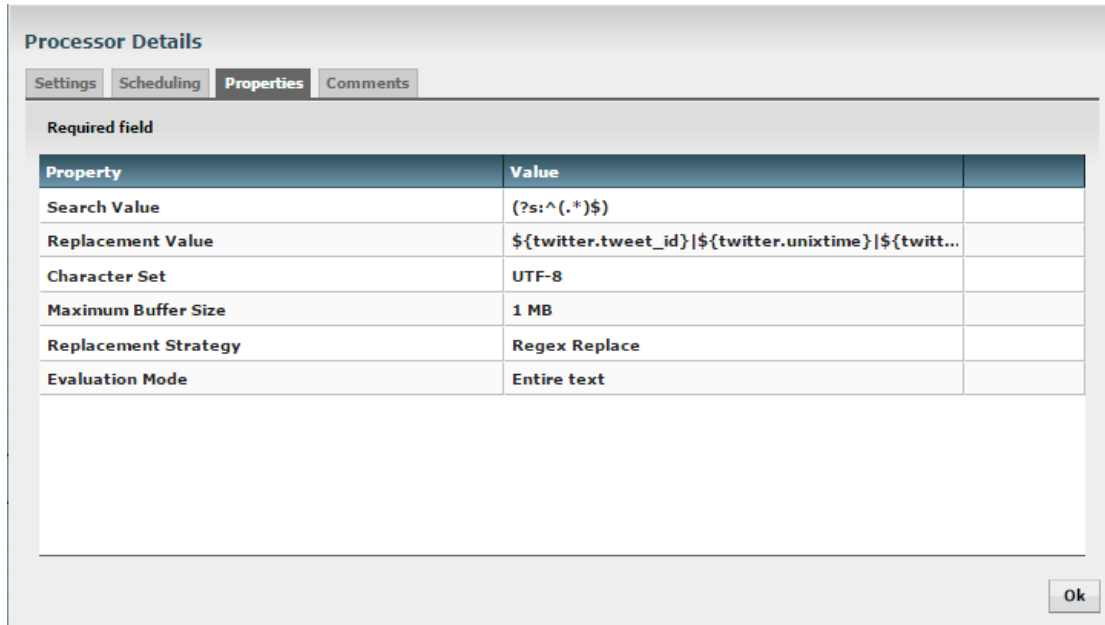 Processor Details
Settings Scheduling Properties Comments
Required field
Property Value
Search Value (?s:^(.*)$)
Replacement Value ${twitter.tweet_id}|${twitter.unixtime}|${twitt...
Character Set UTF-8
Maximum Buffer Size 1 MB
Replacement Strategy Regex Replace
Evaluation Mode Entire text
Ok